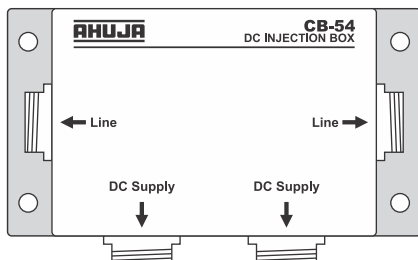 AHUJA
CB-54
DC INJECTION BOX
Line
Line
DC Supply
DC Supply